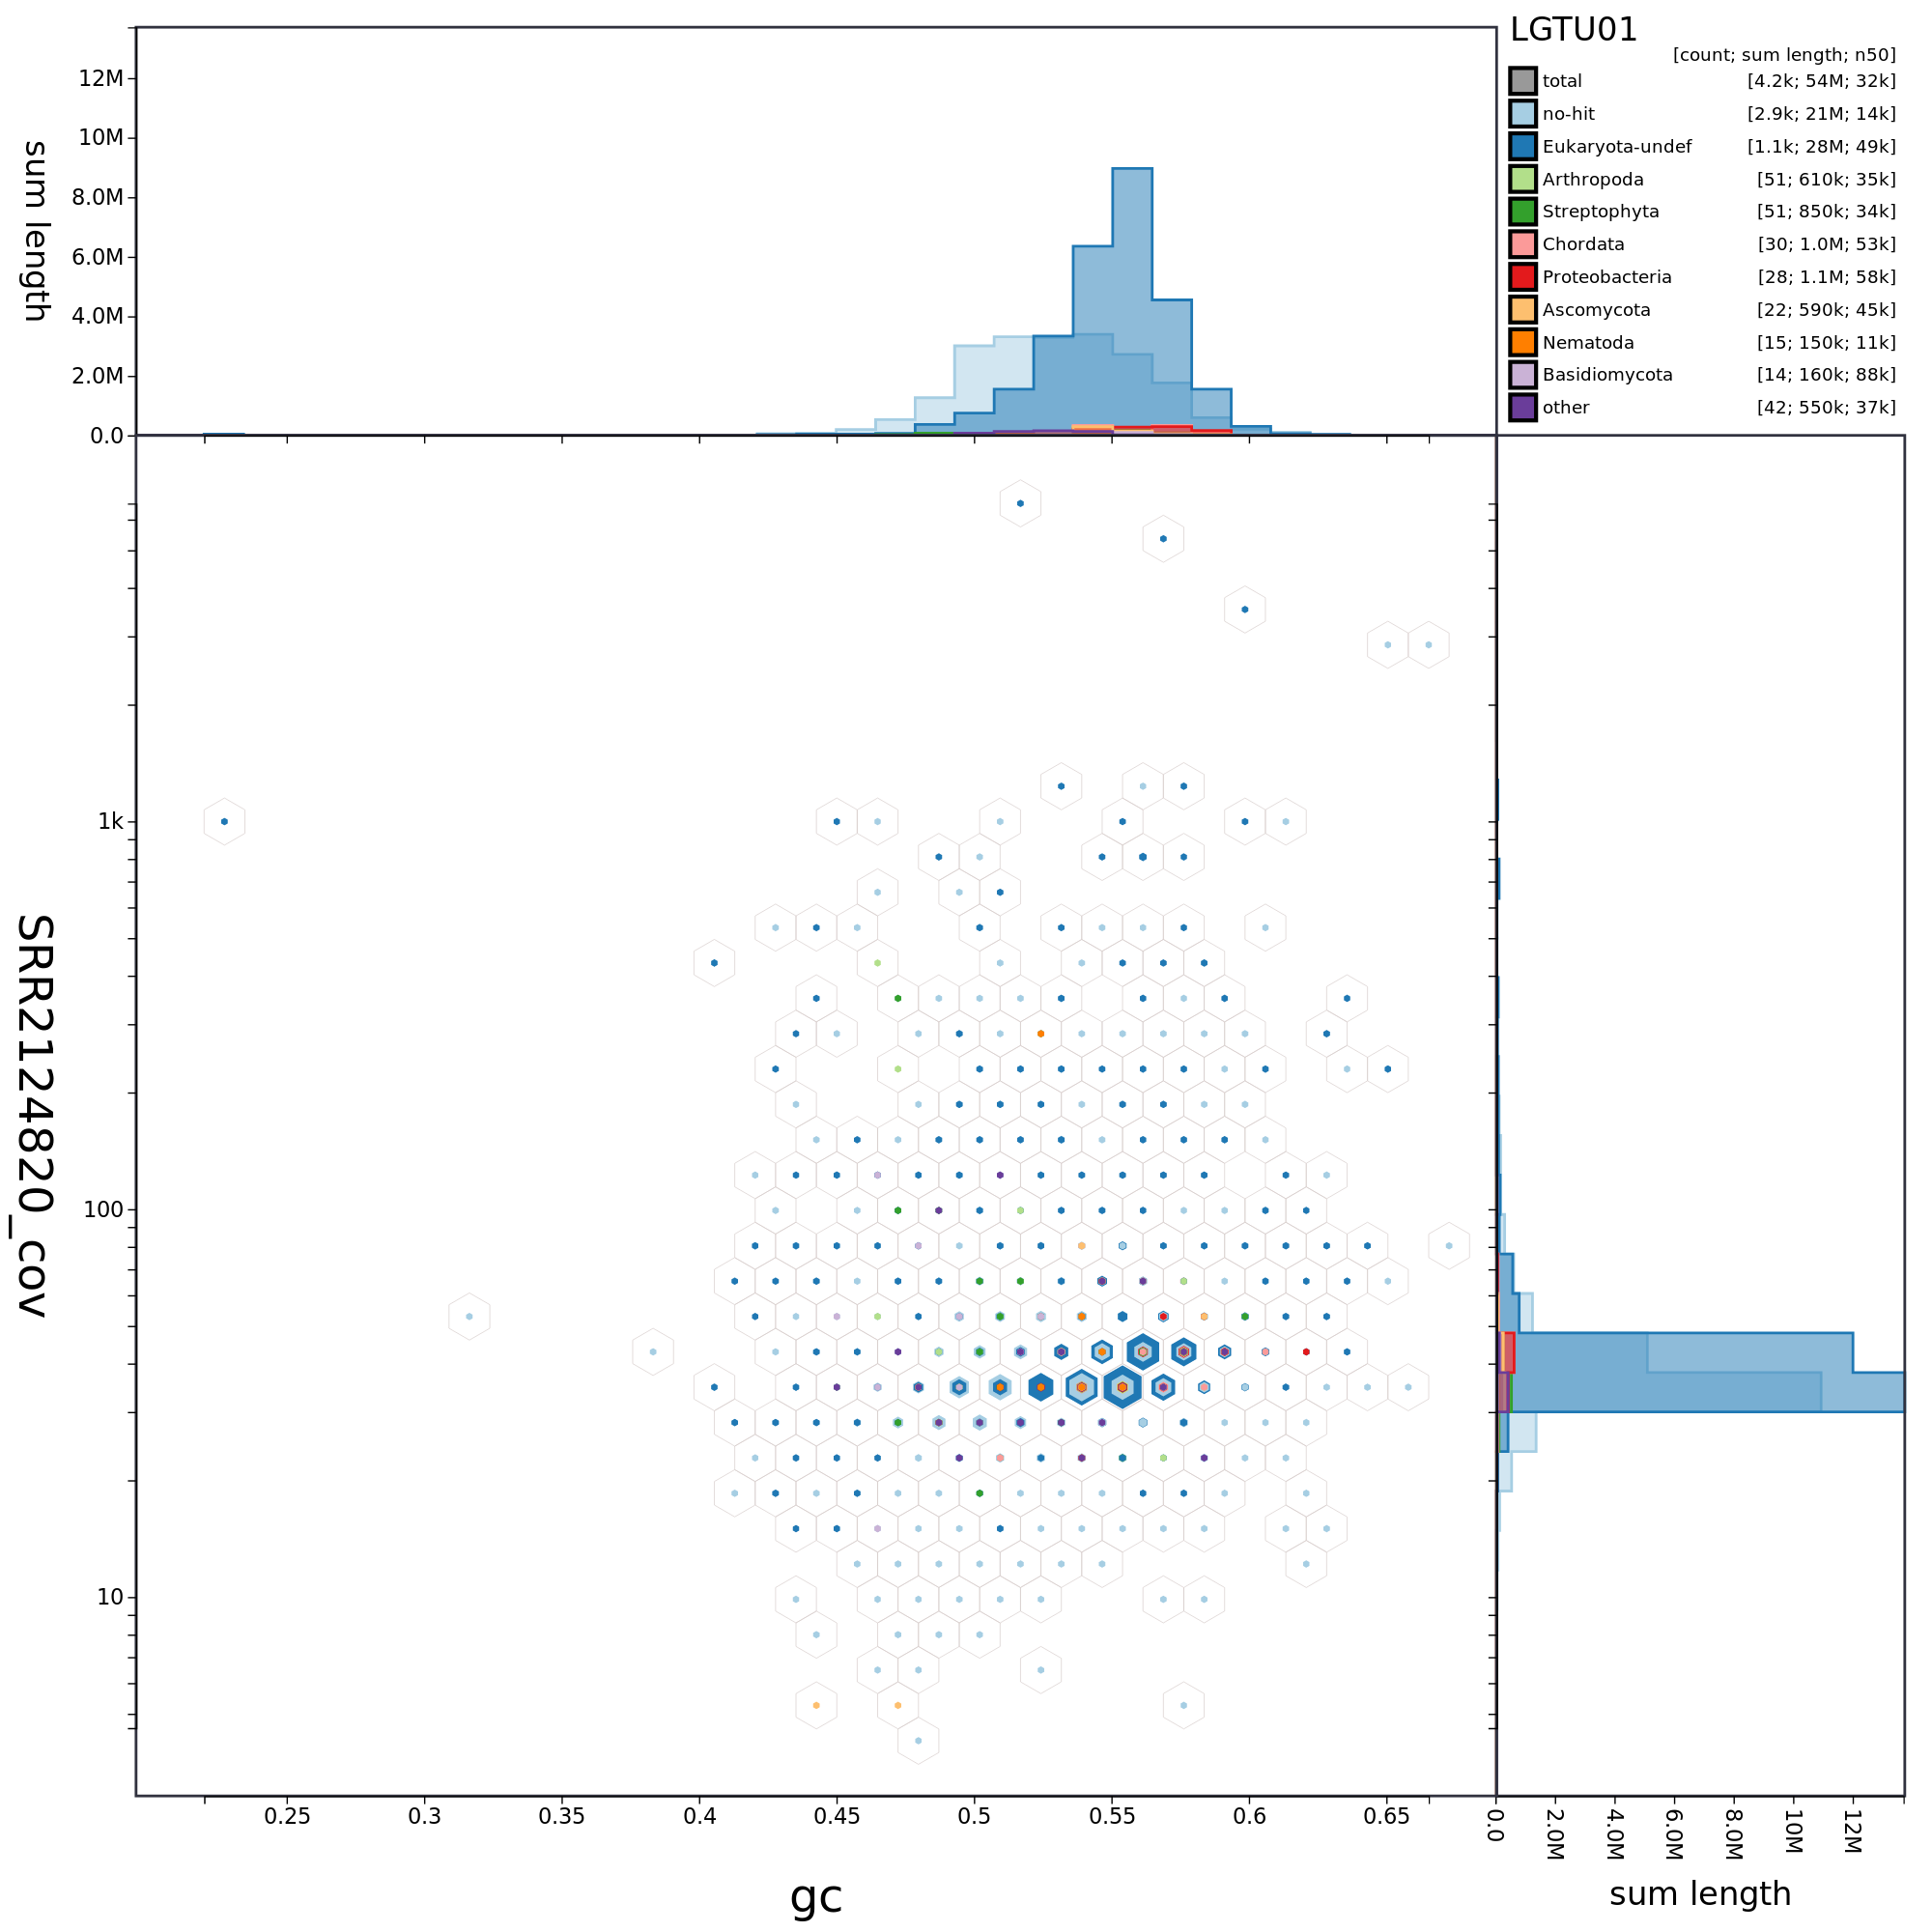 LGTU01
[count; sum length; n50]
total [4.2k; 54M; 32k]
no-hit [2.9k; 21M; 14k]
Eukaryota-undef [1.1k; 28M; 49k]
Arthropoda [51; 610k; 35k]
Streptophyta [51; 850k; 34k]
Chordata [30; 1.0M; 53k]
Proteobacteria [28; 1.1M; 58k]
Ascomycota [22; 590k; 45k]
Nematoda [15; 150k; 11k]
Basidiomycota [14; 160k; 88k]
other [42; 550k; 37k]
sum length
12M
10M
8.0M
6.0M
4.0M
2.0M
0.0
SRR2124820_cov
1k
100
10
0.25 0.3 0.35 0.4 0.45 0.5 0.55 0.6 0.65
gc
0.0 2.0M 4.0M 6.0M 8.0M 10M 12M
sum length